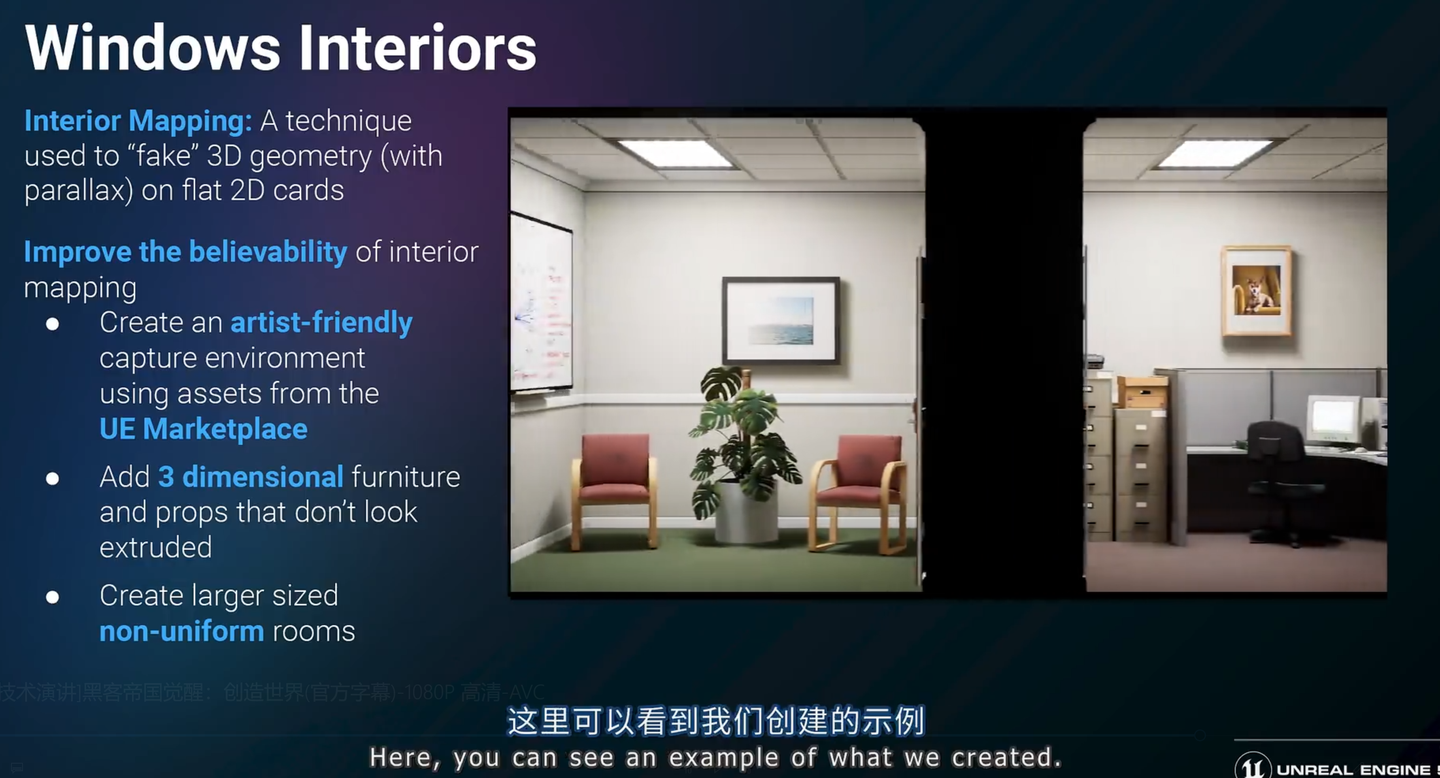 Windows Interiors
Interior Mapping: A technique
used to “fake” 3D geometry (with
parallax) on flat 2D cards
Improve the believability of interior
mapping
● Create an artist-friendly
capture environment
using assets from the
UE Marketplace
● Add 3 dimensional furniture
and props that don’t look
extruded
● Create larger sized
non-uniform rooms
技术演讲]黑客帝国觉醒：创造世界(官方字幕)-1080P 高清-AVC
这里可以看到我们创建的示例
Here, you can see an example of what we created.
UNREAL ENGINE